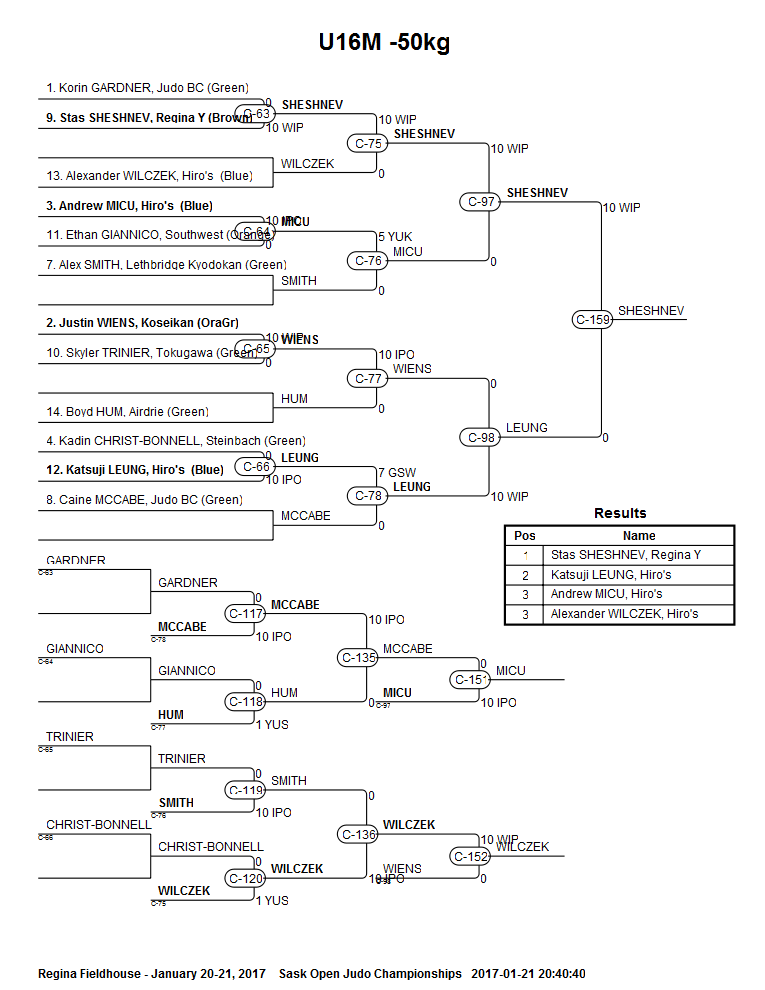 U16M -50kg
1. Korin GARDNER, Judo BC (Green)
0
SHESHNEV
C-63
9. Stas SHESHNEV, Regina Y (Brown)
10 WIP
10 WIP
SHESHNEV
C-75
WILCZEK
0
13. Alexander WILCZEK, Hiro's (Blue)
10 WIP
SHESHNEV
C-97
10 WIP
3. Andrew MICU, Hiro's (Blue)
10 IPO
MICU
C-64
11. Ethan GIANNICO, Southwest (Orange)
0
5 YUK
MICU
C-76
0
7. Alex SMITH, Lethbridge Kyodokan (Green)
SMITH
0
SHESHNEV
C-159
2. Justin WIENS, Koseikan (OraGr)
10 WIP
WIENS
C-65
10. Skyler TRINIER, Tokugawa (Green)
0
10 IPO
WIENS
C-77
0
HUM
0
14. Boyd HUM, Airdrie (Green)
LEUNG
C-98
0
4. Kadin CHRIST-BONNELL, Steinbach (Green)
0
LEUNG
C-66
12. Katsuji LEUNG, Hiro's (Blue)
10 IPO
7 GSW
LEUNG
C-78
10 WIP
8. Caine MCCABE, Judo BC (Green)
MCCABE
0
Results
Pos Name
1 Stas SHESHNEV, Regina Y
2 Katsuji LEUNG, Hiro's
3 Andrew MICU, Hiro's
3 Alexander WILCZEK, Hiro's
GARDNER
C-63
GARDNER
0
MCCABE
C-117
MCCABE
C-78
10 IPO
10 IPO
GIANNICO
C-64
MCCABE
C-135
0
GIANNICO
0
MICU
C-151
HUM
C-118
MICU
C-97
0
10 IPO
HUM
C-77
1 YUS
TRINIER
C-65
TRINIER
0
SMITH
C-119
0
SMITH
C-76
10 IPO
CHRIST-BONNELL
C-66
WILCZEK
C-136
10 WIP
CHRIST-BONNELL
0
WILCZEK
C-152
WILCZEK
C-120
10 IPO
WIENS
C-98
0
WILCZEK
C-75
1 YUS
Regina Fieldhouse - January 20-21, 2017 Sask Open Judo Championships 2017-01-21 20:40:40